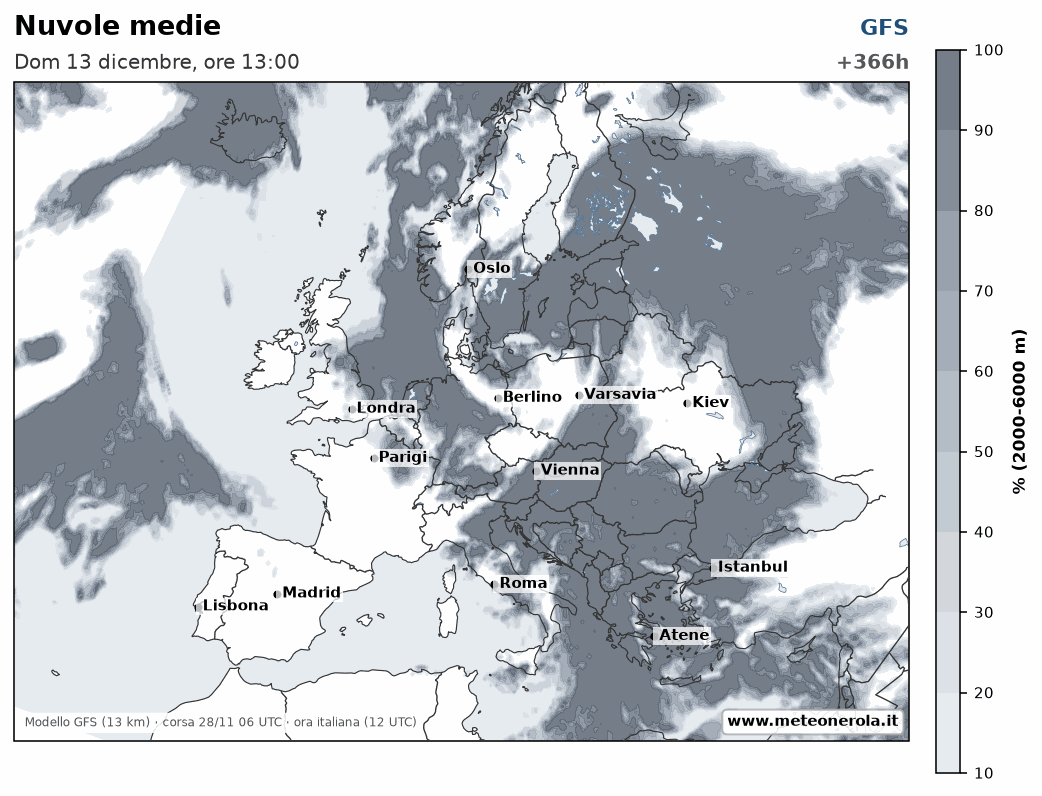 Nuvole medie
GFS
Dom 13 dicembre, ore 13:00
+366h
100
90
80
70
60
50
40
30
20
10
% (2000-6000 m)
Oslo
Londra
Berlino
Varsavia
Kiev
Parigi
Vienna
Istanbul
Roma
Madrid
Lisbona
Atene
Modello GFS (13 km) · corsa 28/11 06 UTC · ora italiana (12 UTC)
www.meteonerola.it